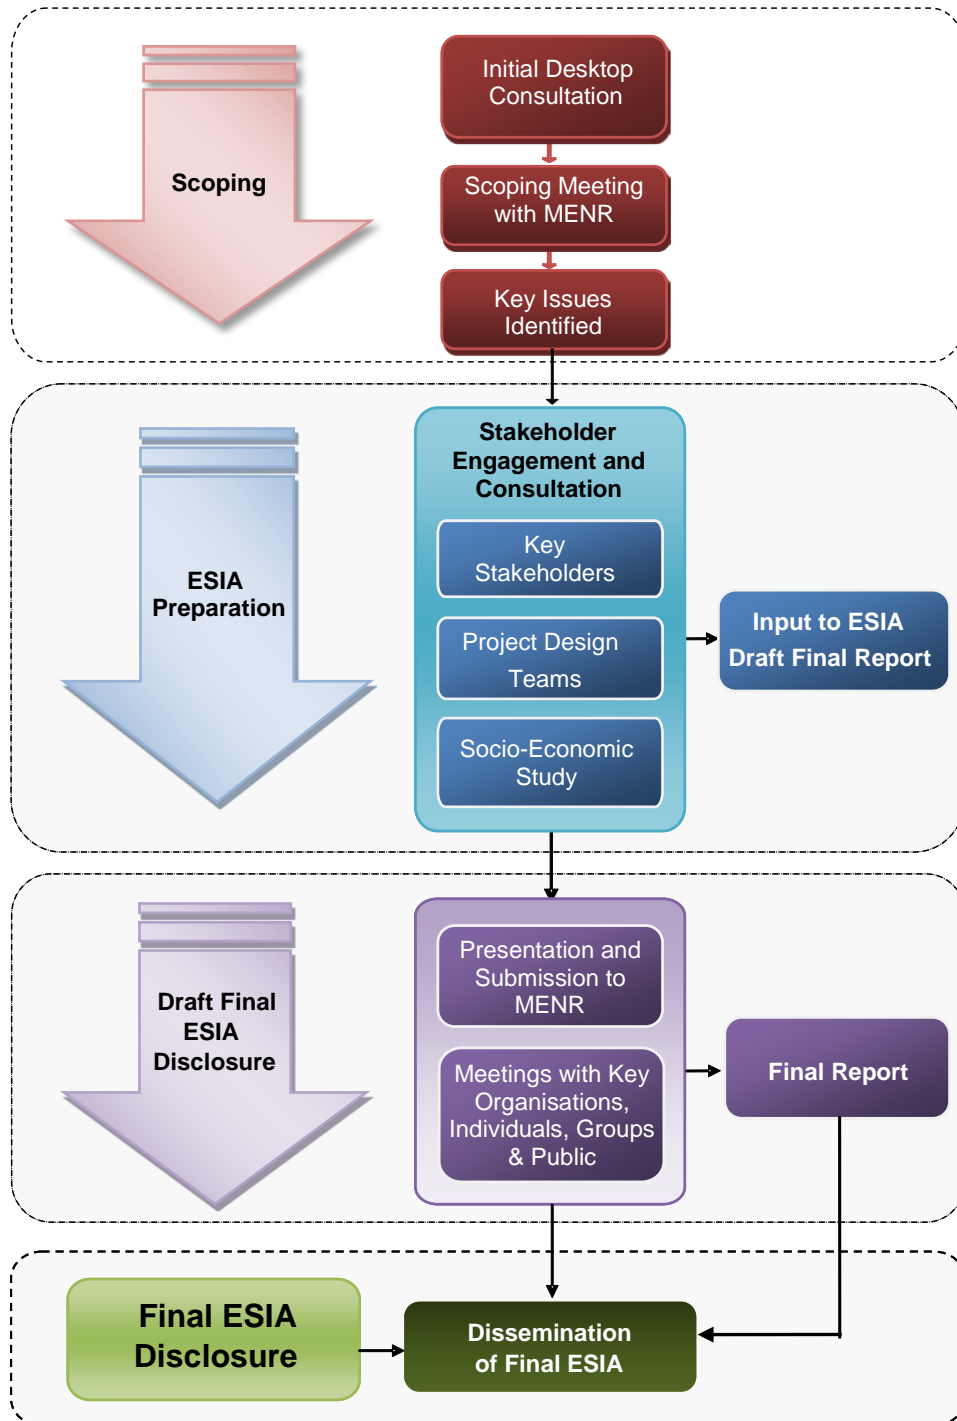 Initial Desktop
Consultation
Scoping
Scoping Meeting
with MENR
Key Issues
Identified
Stakeholder
Engagement and
Consultation
Key
Stakeholders
ESIA
Preparation
Project Design
Teams
Input to ESIA
Draft Final Report
Socio-Economic
Study
Presentation and
Submission to
MENR
Draft Final
ESIA
Disclosure
Meetings with Key
Organisations,
Individuals, Groups
& Public
Final Report
Final ESIA
Disclosure
Dissemination
of Final ESIA